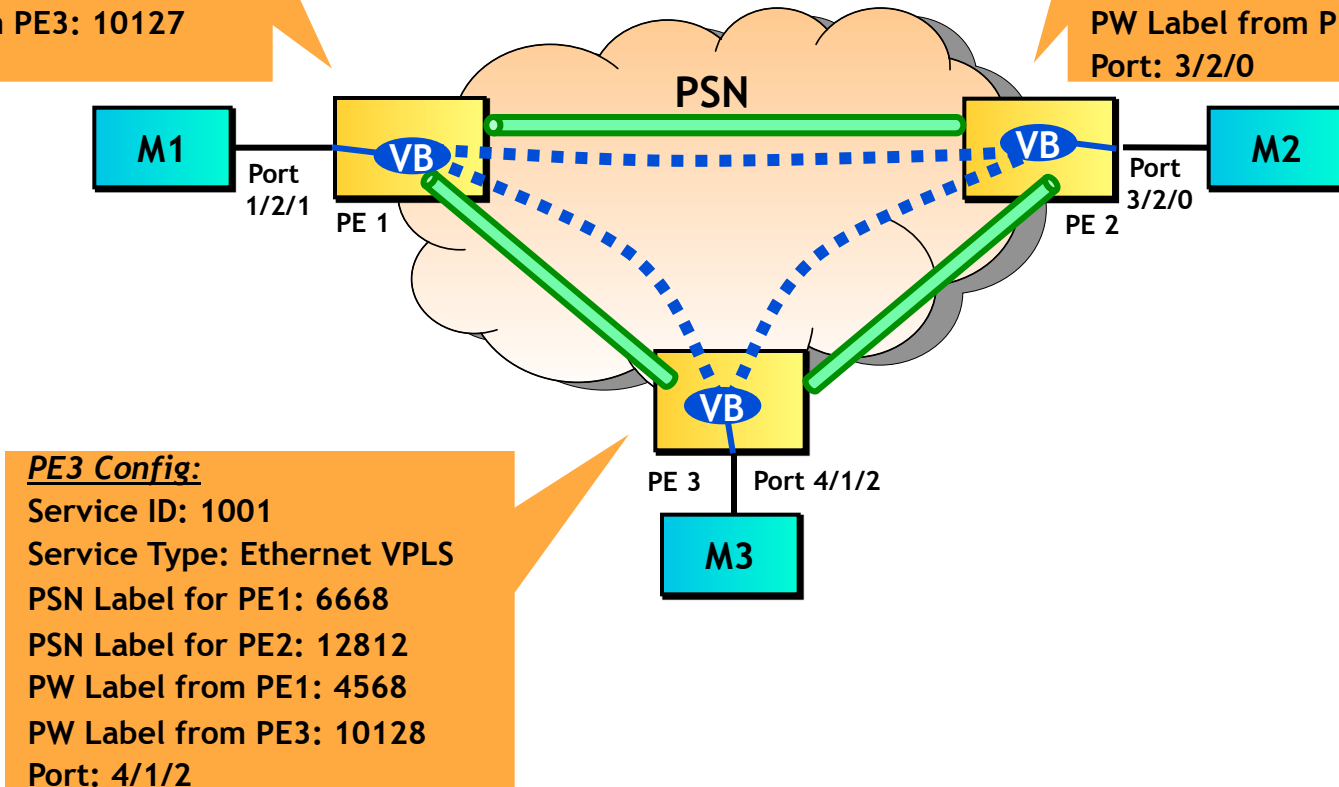 PE3: 10127
PW Label from P
Port: 3/2/0
PSN
M1
VB
VB
M2
Port
1/2/1
Port
3/2/0
PE 1
PE 2
VB
PE3 Config:
Service ID: 1001
Service Type: Ethernet VPLS
PSN Label for PE1: 6668
PSN Label for PE2: 12812
PW Label from PE1: 4568
PW Label from PE3: 10128
Port: 4/1/2
PE 3
Port 4/1/2
M3